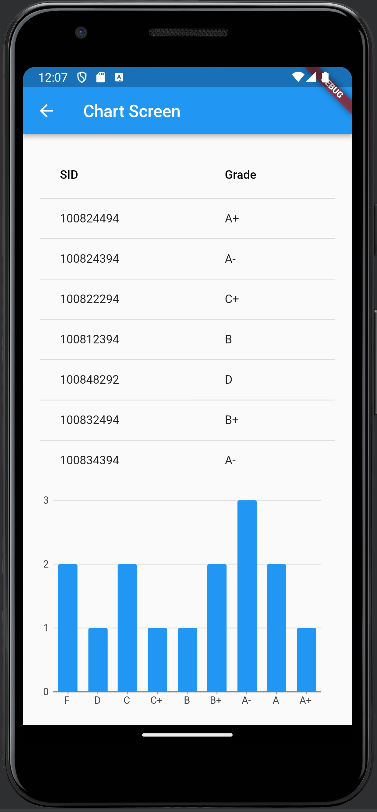 12:07
DEBUG
Chart Screen
SID Grade
100824494 A+
100824394 A-
100822294 C+
100812394 B
100848292 D
100832494 B+
100834394 A-
3
2
1
0
F D C C+ B B+ A- A A+